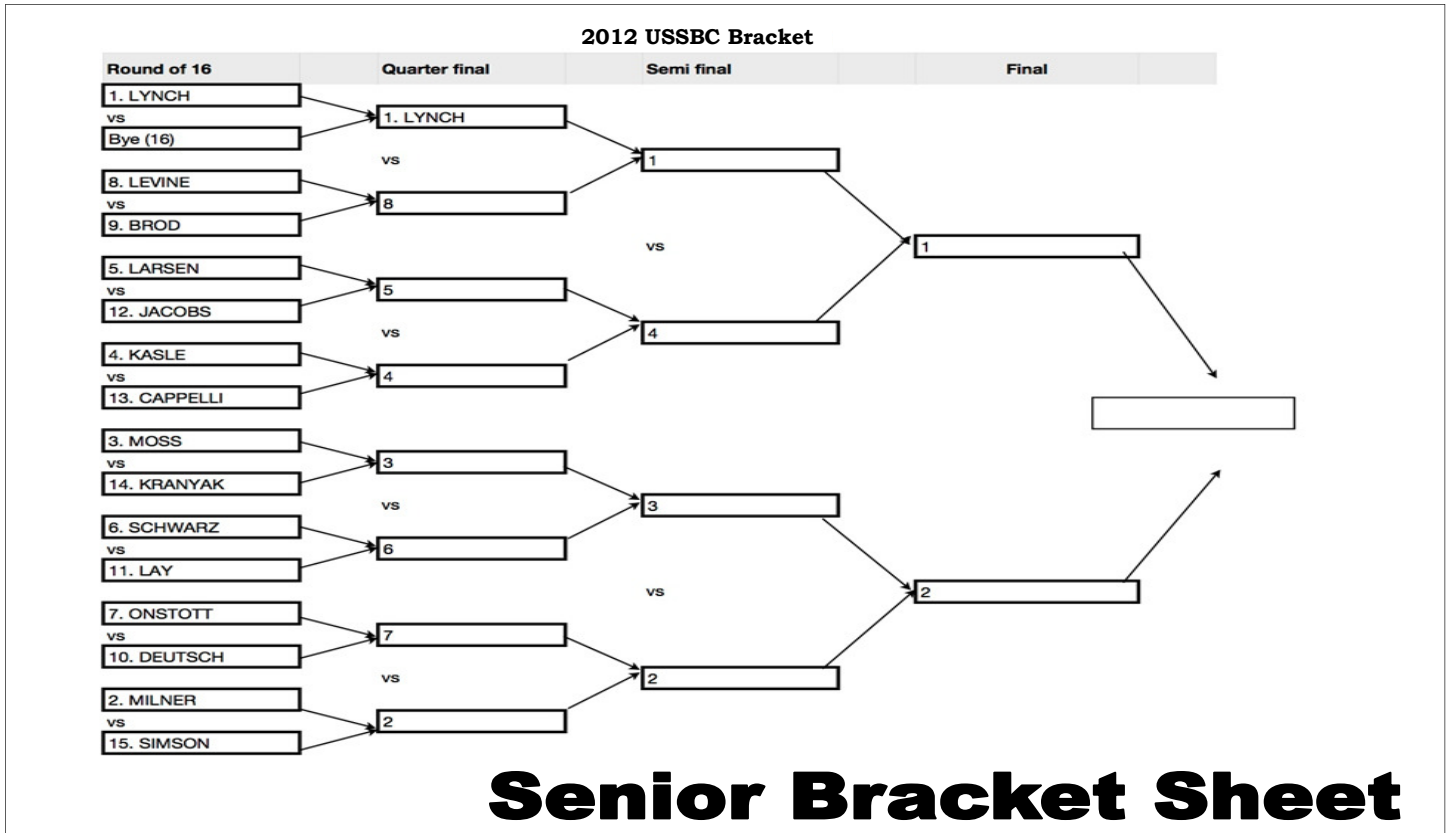 2012 USSBC Bracket
Round of 16 Quarter final Semi final Final
1. LYNCH
vs
Bye (16)
8. LEVINE
vs
9. BROD
5. LARSEN
vs
12. JACOBS
4. KASLE
vs
13. CAPPELLI
3. MOSS
vs
14. KRANYAK
6. SCHWARZ
vs
11. LAY
7. ONSTOTT
vs
10. DEUTSCH
2. MILNER
vs
15. SIMSON
1. LYNCH
vs
8
5
vs
4
3
vs
6
7
vs
2
1
vs
4
3
vs
2
1
2
Senior Bracket Sheet